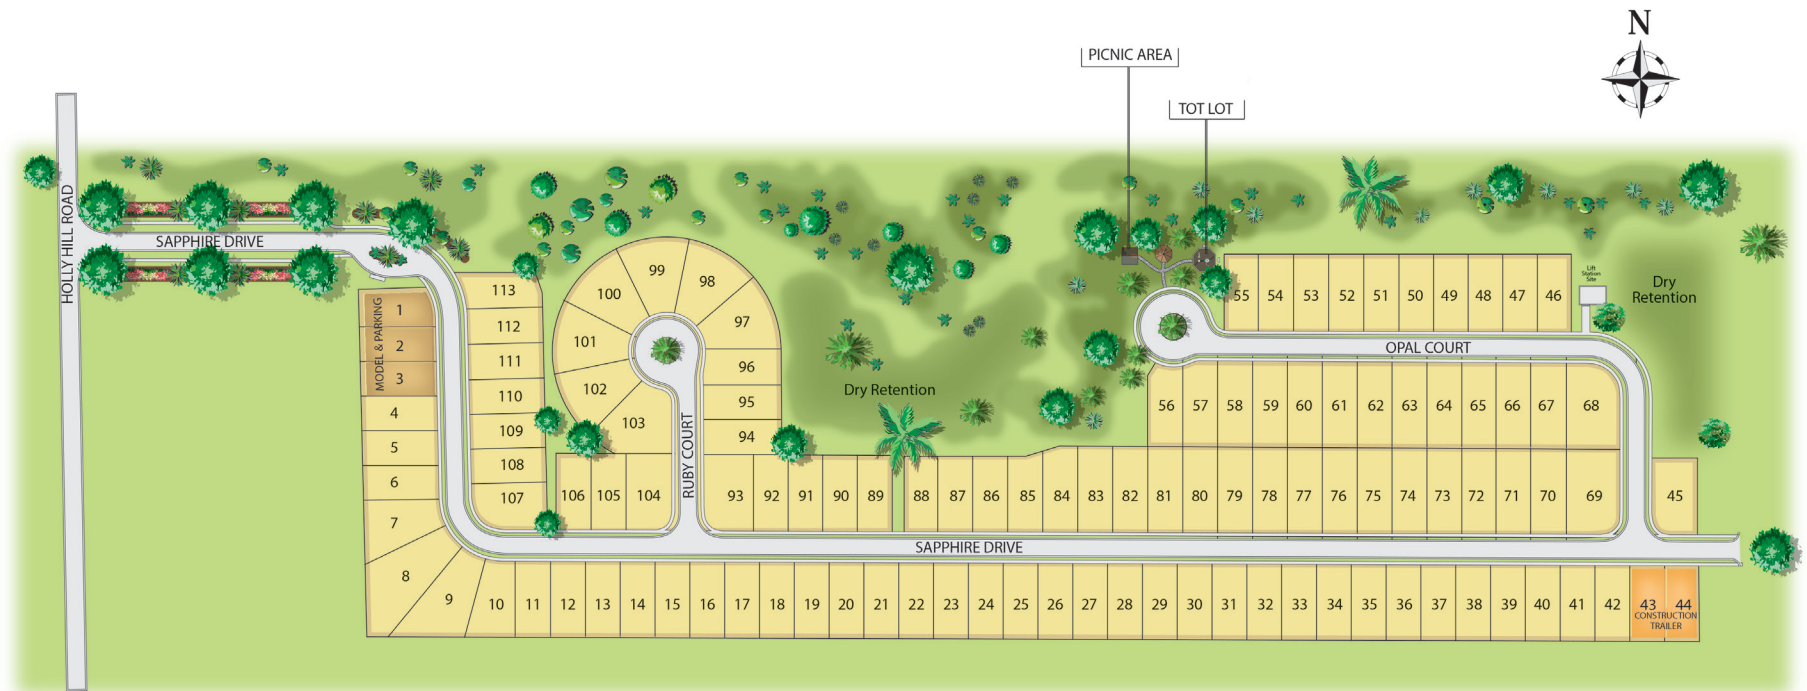 N
PICNIC AREA
TOT LOT
HOLLY HILL ROAD
SAPPHIRE DRIVE
MODEL & PARKING
1
2
3
4
5
6
7
8
9
113
112
111
110
109
108
107
99
98
100
97
101
96
102
95
103
94
RUBY COURT
106 105 104
93 92 91 90 89
Dry Retention
88 87 86 85 84 83 82 81 80 79 78 77 76 75 74 73 72 71 70 69
55 54 53 52 51 50 49 48 47 46
Lift
Station
Site
Dry
Retention
OPAL COURT
56 57 58 59 60 61 62 63 64 65 66 67 68
45
SAPPHIRE DRIVE
10 11 12 13 14 15 16 17 18 19 20 21 22 23 24 25 26 27 28 29 30 31 32 33 34 35 36 37 38 39 40 41 42 43 44
CONSTRUCTION
TRAILER